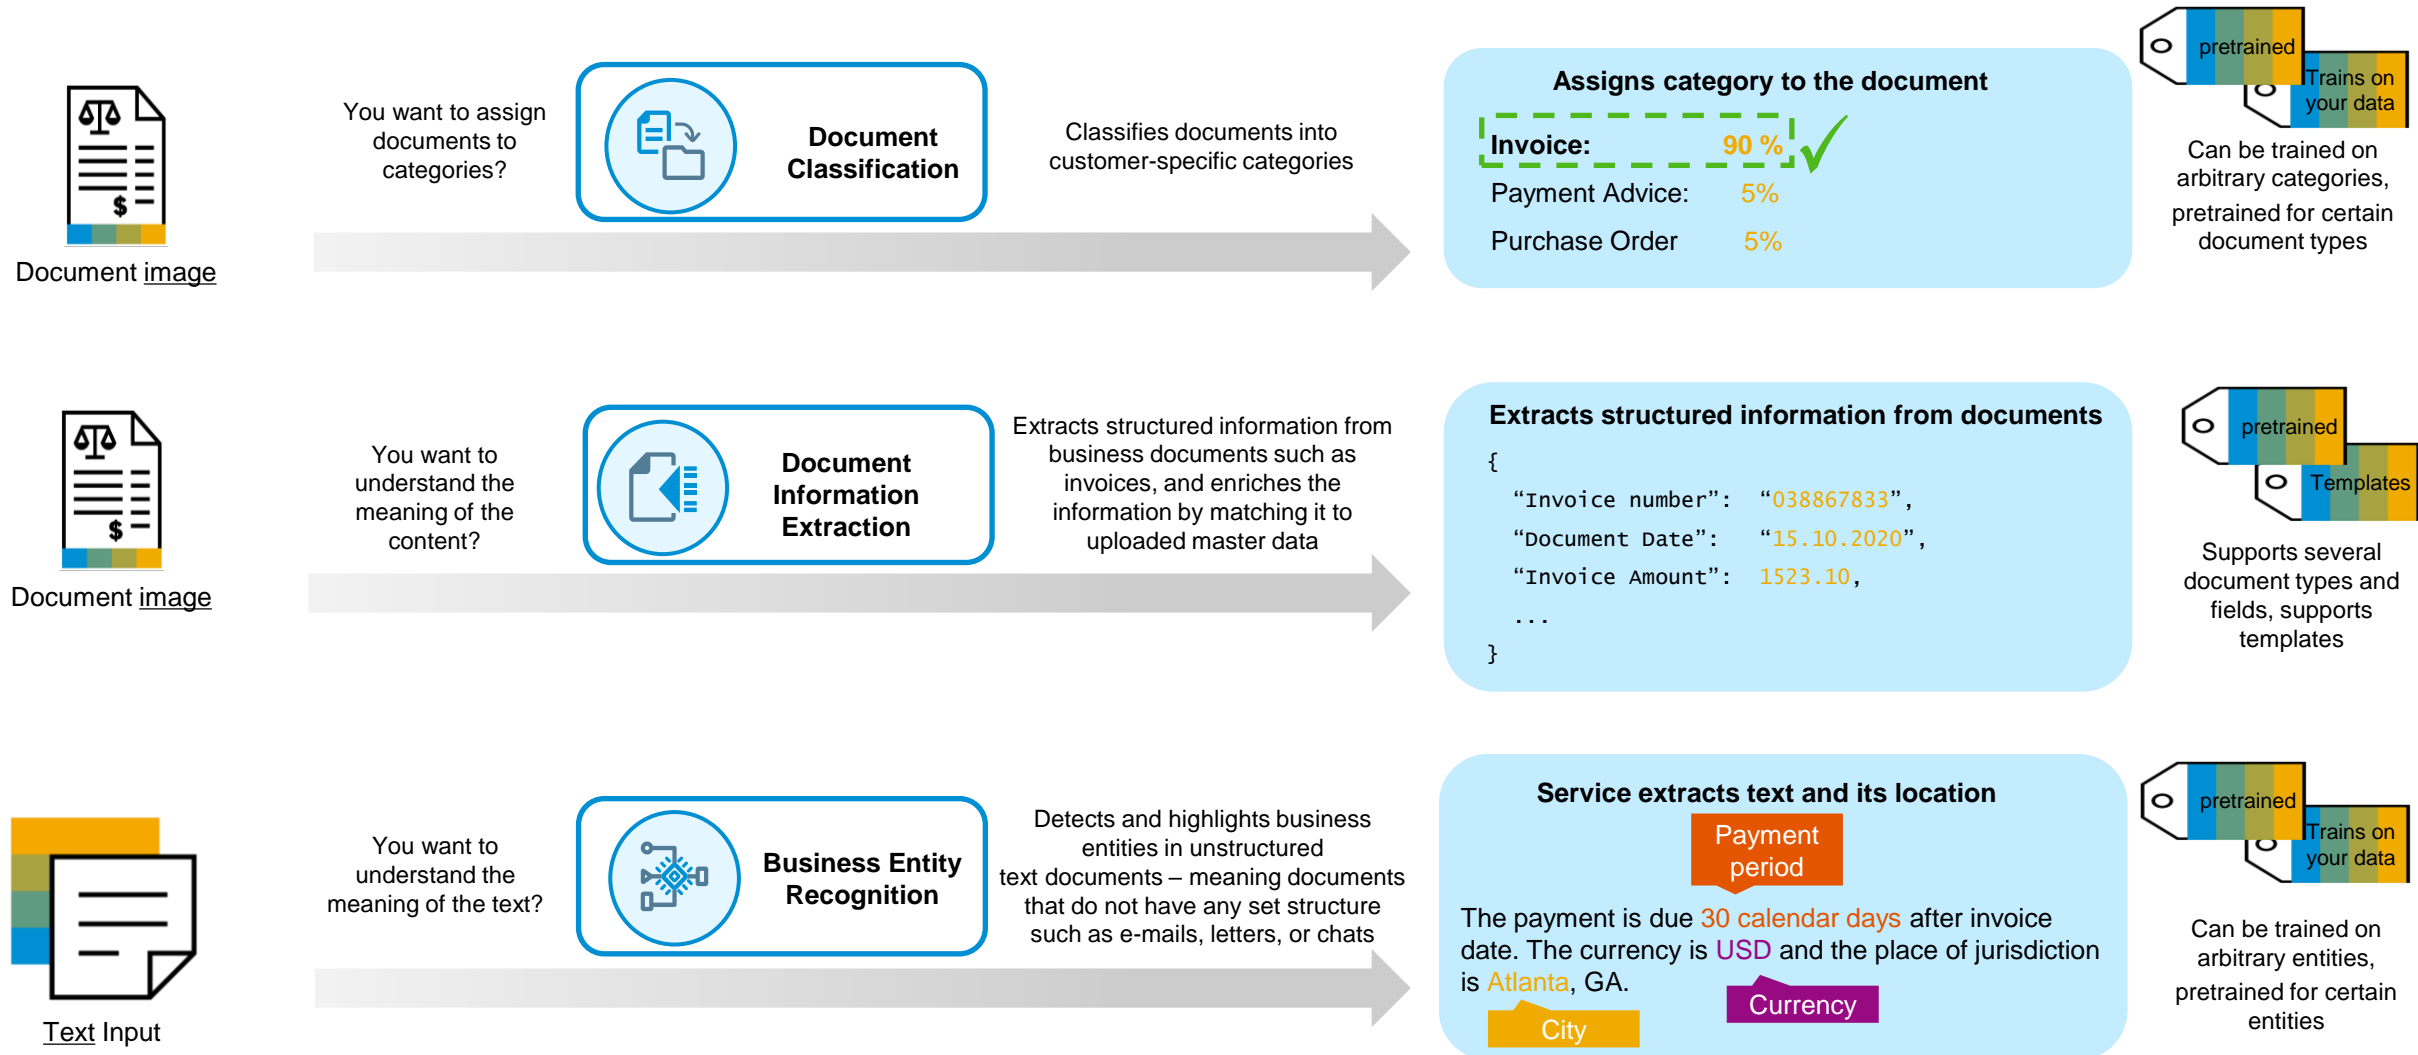 Document image
You want to assign
documents to
categories?
Document
Classification
Classifies documents into
customer-specific categories
Assigns category to the document
Invoice: 90 %
Payment Advice: 5%
Purchase Order 5%
pretrained
Trains on
your data
Can be trained on
arbitrary categories,
pretrained for certain
document types
$
Document image
You want to
understand the
meaning of the
content?
Document
Information
Extraction
Extracts structured information from
business documents such as
invoices, and enriches the
information by matching it to
uploaded master data
Extracts structured information from documents
{
“Invoice number”: “038867833”,
“Document Date”: “15.10.2020”,
“Invoice Amount”: 1523.10,
...
}
pretrained
Templates
Supports several
document types and
fields, supports
templates
$
Text Input
You want to
understand the
meaning of the text?
Business Entity
Recognition
Detects and highlights business
entities in unstructured
text documents – meaning documents
that do not have any set structure
such as e-mails, letters, or chats
Service extracts text and its location
Payment
period
The payment is due 30 calendar days after invoice
date. The currency is USD and the place of jurisdiction
is Atlanta, GA.
Currency
City
pretrained
Trains on
your data
Can be trained on
arbitrary entities,
pretrained for certain
entities